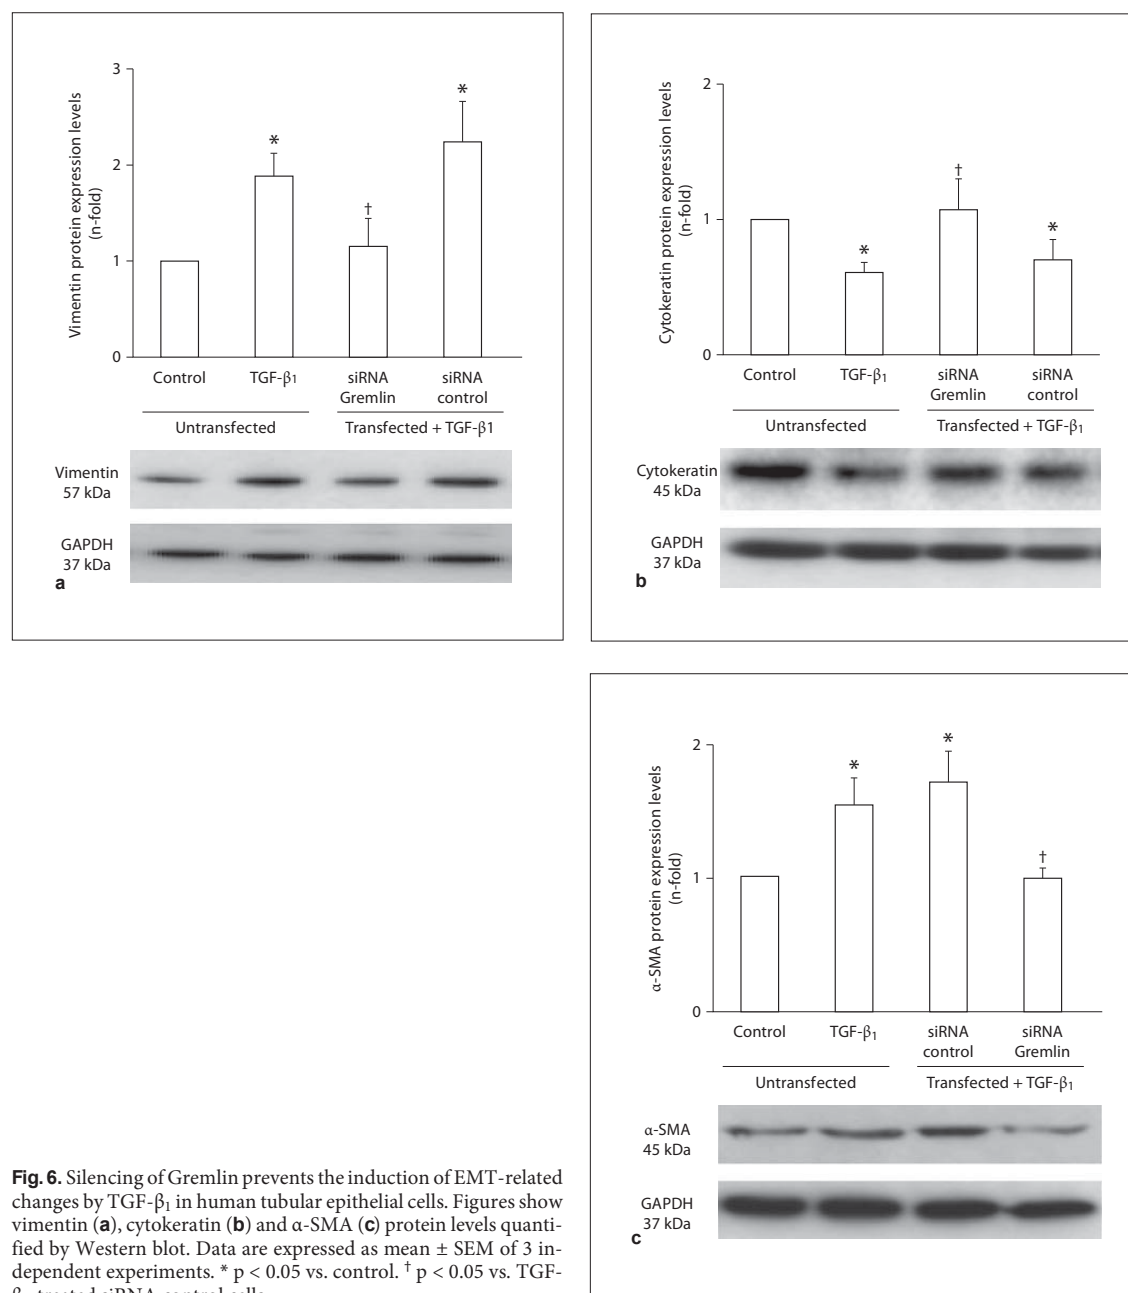 Vimentin protein expression levels
(n-fold)
3
2
1
0
*
†
*
Control
TGF-β1
siRNA
Gremlin
siRNA
control
Untransfected
Transfected + TGF-β1
Vimentin
57 kDa
GAPDH
37 kDa
a
Cytokeratin protein expression levels
(n-fold)
2
1
0
*
†
*
Control
TGF-β1
siRNA
Gremlin
siRNA
control
Untransfected
Transfected + TGF-β1
Cytokeratin
45 kDa
GAPDH
37 kDa
b
α-SMA protein expression levels
(n-fold)
2
1
0
*
*
†
Control
TGF-β1
siRNA
control
siRNA
Gremlin
Untransfected
Transfected + TGF-β1
α-SMA
45 kDa
GAPDH
37 kDa
c
Fig. 6. Silencing of Gremlin prevents the induction of EMT-related
changes by TGF-β1 in human tubular epithelial cells. Figures show
vimentin (a), cytokeratin (b) and α-SMA (c) protein levels quanti-
fied by Western blot. Data are expressed as mean ± SEM of 3 in-
dependent experiments. * p < 0.05 vs. control. † p < 0.05 vs. TGF-